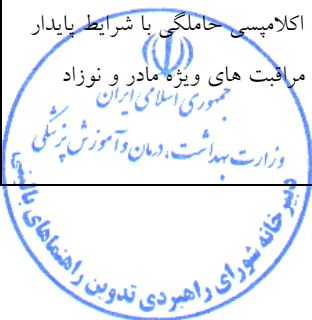 اکلامپسی حاملگی با شرایط پایدار
مراقبت های ویژه مادر و نوزاد
جمهوری اسلامی ایران
وزارت بهداشت، درمان و آموزش پزشکی
دبیرخانه شورای راهبردی تدوین راهنماهای بالینی